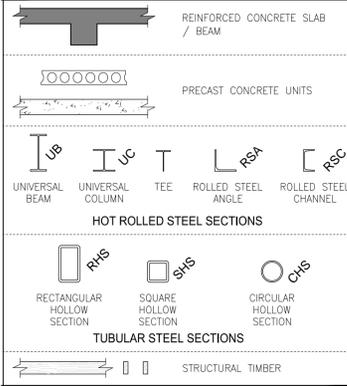 REINFORCED CONCRETE SLAB
/ BEAM
PRECAST CONCRETE UNITS
UB
UC
RSA
RSC
UNIVERSAL
BEAM
UNIVERSAL
COLUMN
TEE
ROLLED STEEL
ANGLE
ROLLED STEEL
CHANNEL
HOT ROLLED STEEL SECTIONS
RHS
SHS
CHS
RECTANGULAR
HOLLOW
SECTION
SQUARE
HOLLOW
SECTION
CIRCULAR
HOLLOW
SECTION
TUBULAR STEEL SECTIONS
STRUCTURAL TIMBER